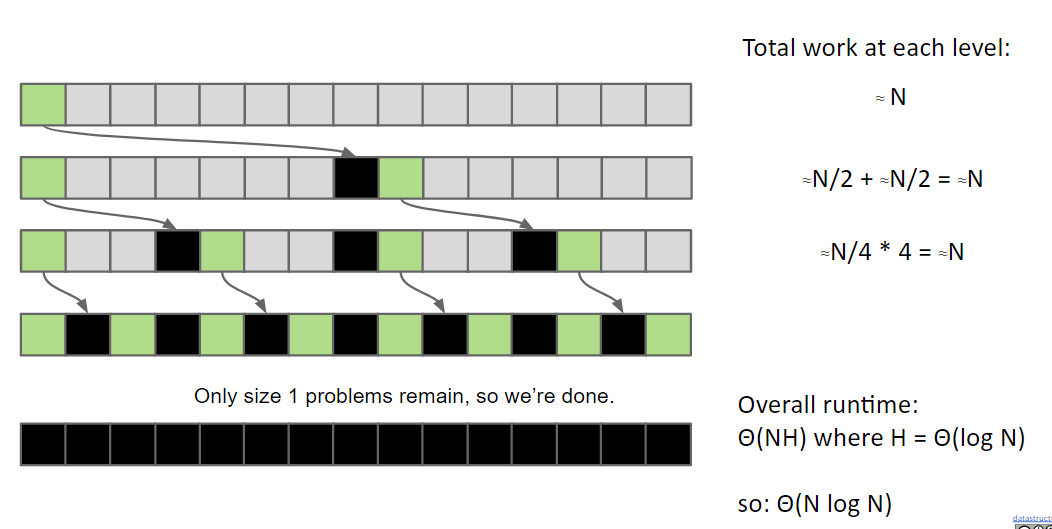 Total work at each level:
≈ N
≈N/2 + ≈N/2 = ≈N
≈N/4 * 4 = ≈N
Only size 1 problems remain, so we're done.
Overall runtime:
Θ(NH) where H = Θ(log N)
so: Θ(N log N)
datastruct